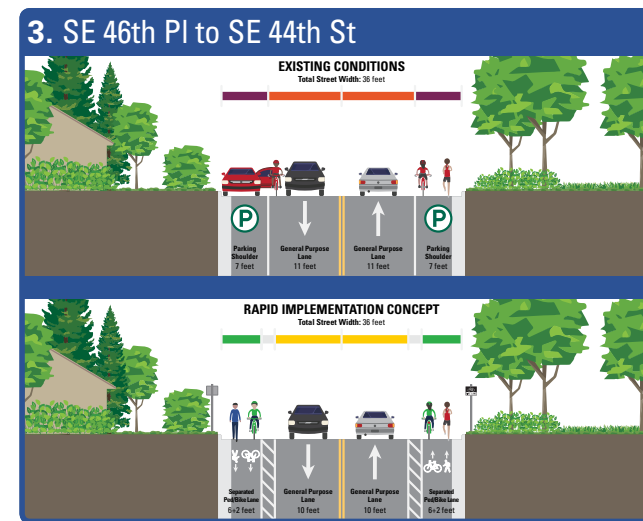 3. SE 46th Pl to SE 44th St
EXISTING CONDITIONS
Total Street Width: 36 feet
P
P
Parking
Shoulder
7 feet
General Purpose
Lane
11 feet
General Purpose
Lane
11 feet
Parking
Shoulder
7 feet
RAPID IMPLEMENTATION CONCEPT
Total Street Width: 36 feet
Separated
Ped/Bike Lane
6+2 feet
General Purpose
Lane
10 feet
General Purpose
Lane
10 feet
Separated
Ped/Bike Lane
6+2 feet